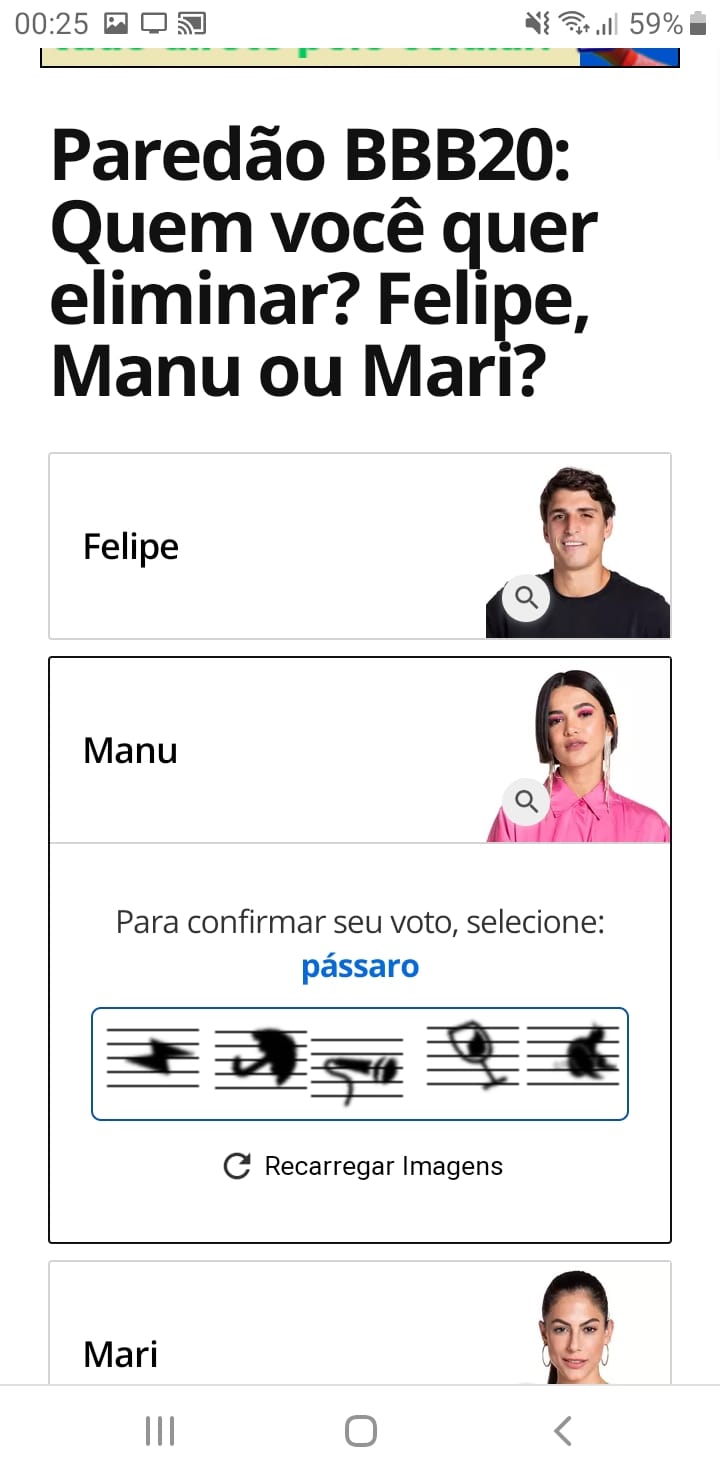 00:25
59%
Paredão BBB20:
Quem você quer
eliminar? Felipe,
Manu ou Mari?
Felipe
Manu
Para confirmar seu voto, selecione:
pássaro
Recarregar Imagens
Mari